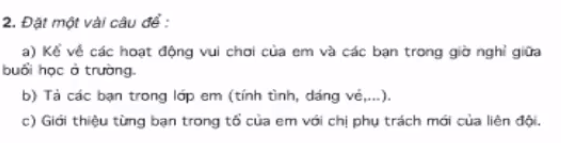 2. Đặt một vài câu để :
a) Kể về các hoạt động vui chơi của em và các bạn trong giờ nghỉ giữa
buổi học ở trường.
b) Tả các bạn trong lớp em (tính tình, dáng vẻ,...).
c) Giới thiệu từng bạn trong tổ của em với chị phụ trách mới của liên đội.